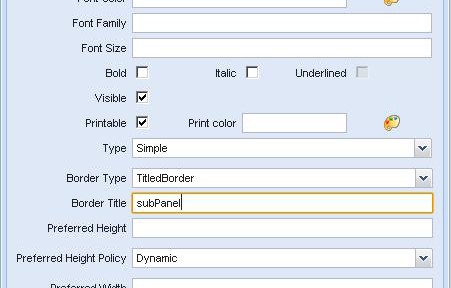 Font Color
Font Family
Font Size
Bold Italic Underlined
Visible
Printable Print color
Type Simple
Border Type TitledBorder
Border Title subPanel
Preferred Height
Preferred Height Policy Dynamic
Preferred Width